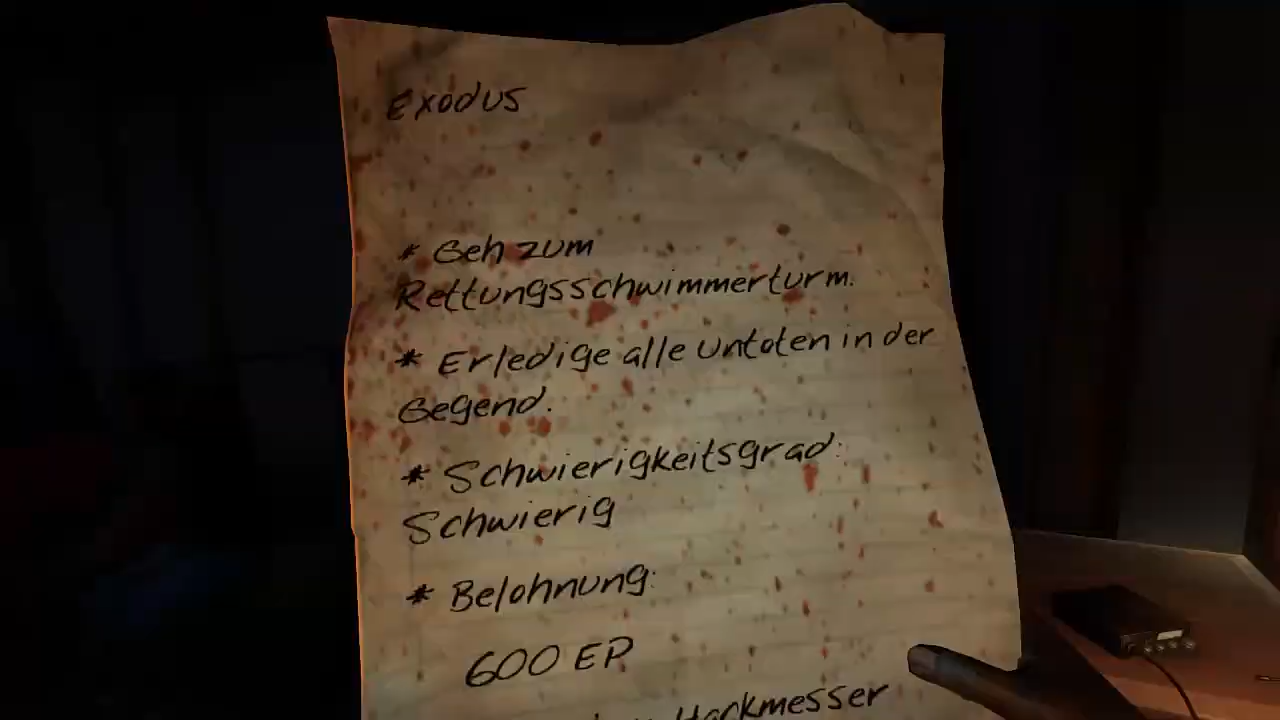 Exodus
* Geh zum
Rettungsschwimmerturm.
* Erledige alle Untoten in der
Gegend.
* Schwierigkeitsgrad:
Schwierig
* Belohnung:
600 EP
Hackmesser